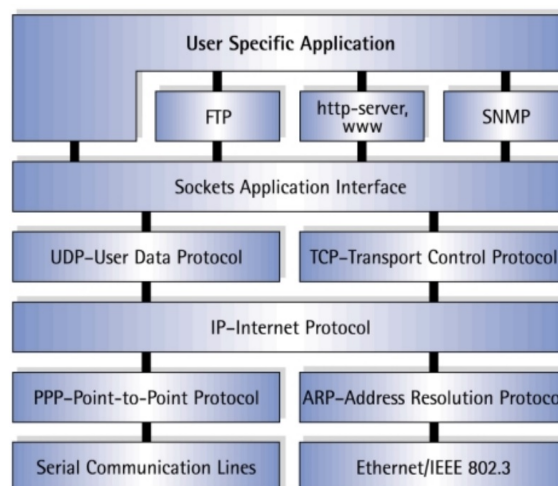 User Specific Application
FTP
http-server,
www
SNMP
Sockets Application Interface
UDP–User Data Protocol
TCP–Transport Control Protocol
IP–Internet Protocol
PPP–Point-to-Point Protocol
ARP–Address Resolution Protoco
Serial Communication Lines
Ethernet/IEEE 802.3